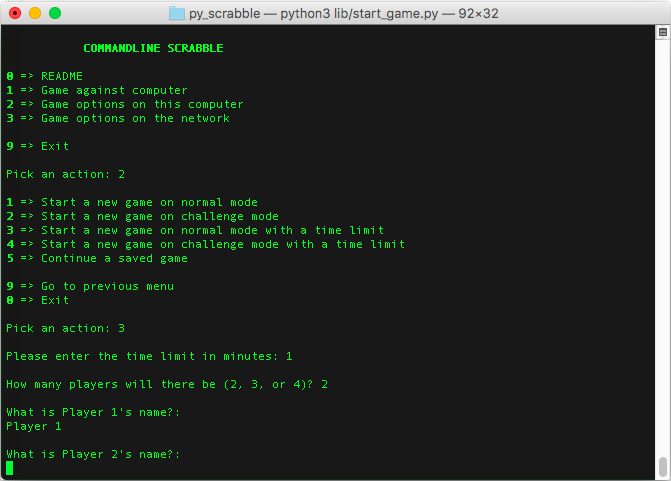 py_scrabble — python3 lib/start_game.py — 92×32
COMMANDLINE SCRABBLE
0 => README
1 => Game against computer
2 => Game options on this computer
3 => Game options on the network
9 => Exit
Pick an action: 2
1 => Start a new game on normal mode
2 => Start a new game on challenge mode
3 => Start a new game on normal mode with a time limit
4 => Start a new game on challenge mode with a time limit
5 => Continue a saved game
9 => Go to previous menu
0 => Exit
Pick an action: 3
Please enter the time limit in minutes: 1
How many players will there be (2, 3, or 4)? 2
What is Player 1's name?:
Player 1
What is Player 2's name?: